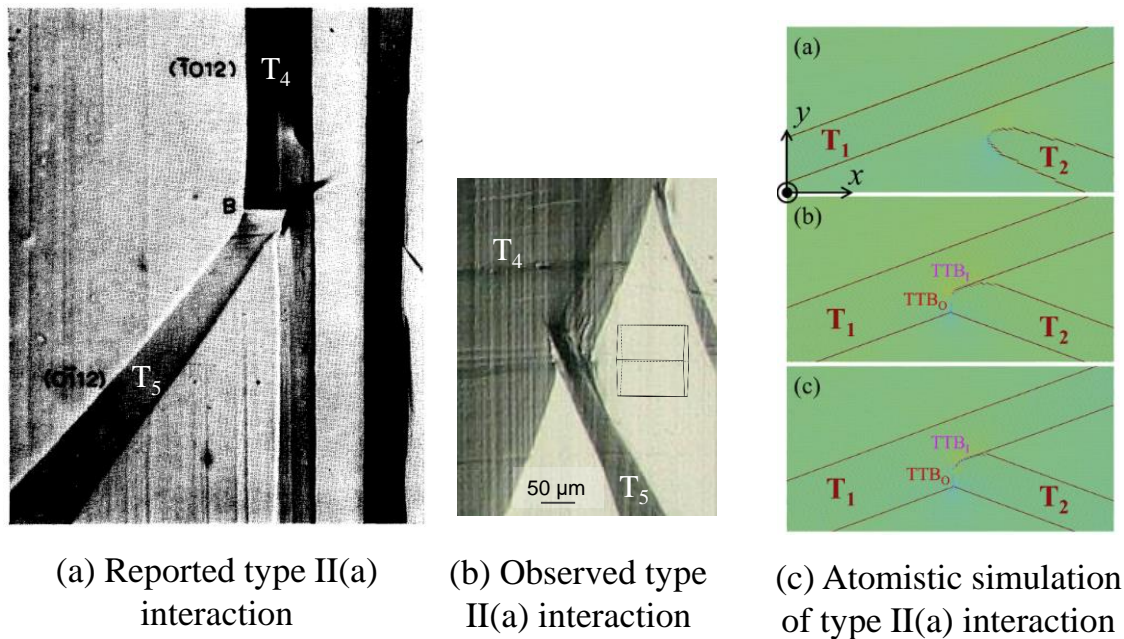 (1̄012)
T4
B
(01̄12)
T5
T4
50 µm
T5
(a)
y
T1
x
T2
(b)
TTBI
TTBO
T1
T2
(c)
TTBI
TTBO
T1
T2
(a) Reported type II(a)
interaction
(b) Observed type
II(a) interaction
(c) Atomistic simulation
of type II(a) interaction